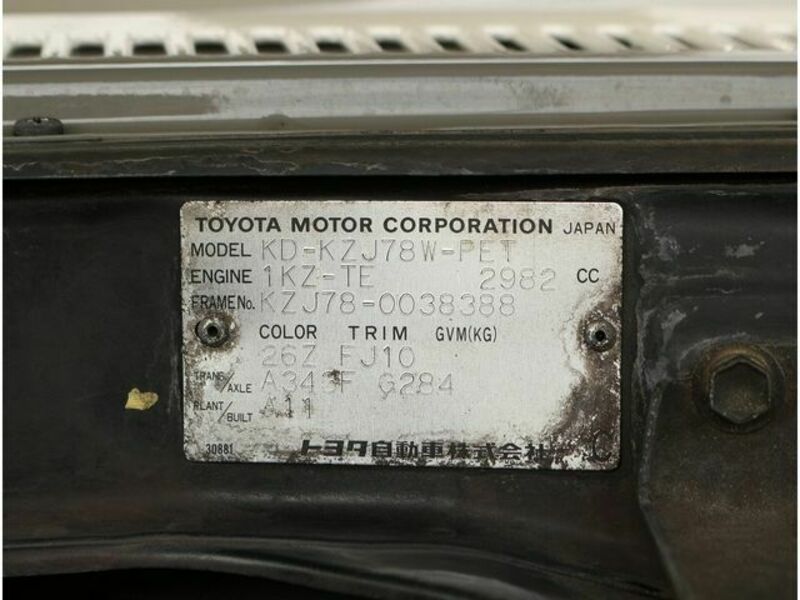 TOYOTA MOTOR CORPORATION JAPAN
MODEL KD-KZJ78W-PET
ENGINE 1KZ-TE 2982 CC
FRAME No. KZJ78-0038388
COLOR TRIM GVM(KG)
26Z FJ10
TRANS/AXLE A343F G284
PLANT/BUILT A11
30881 トヨタ自動車株式会社 C